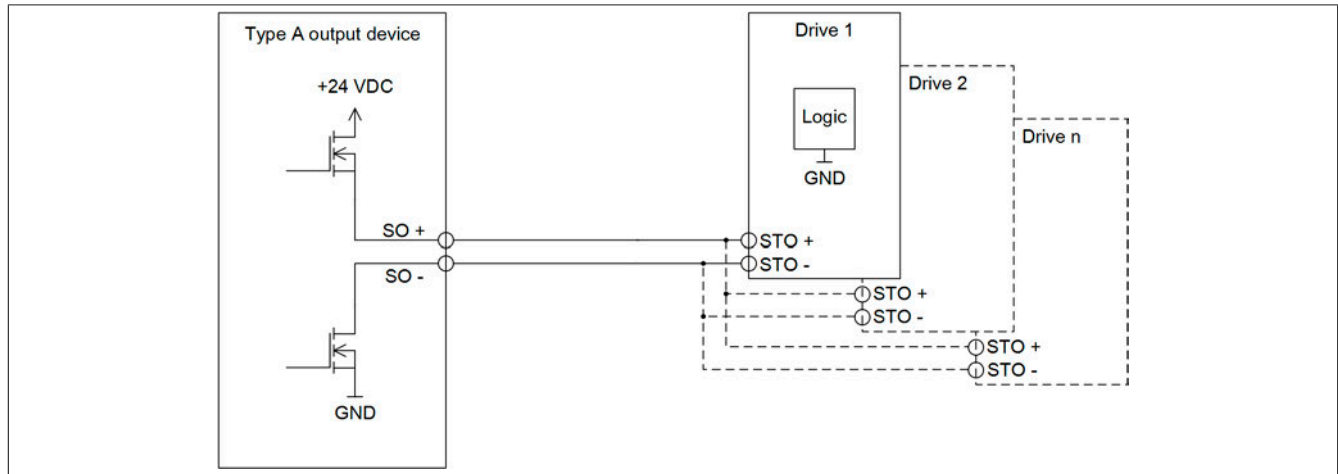 Type A output device
+24 VDC
SO +
SO -
GND
Drive 1
Logic
GND
STO +
STO -
Drive 2
STO +
STO -
Drive n
STO +
STO -